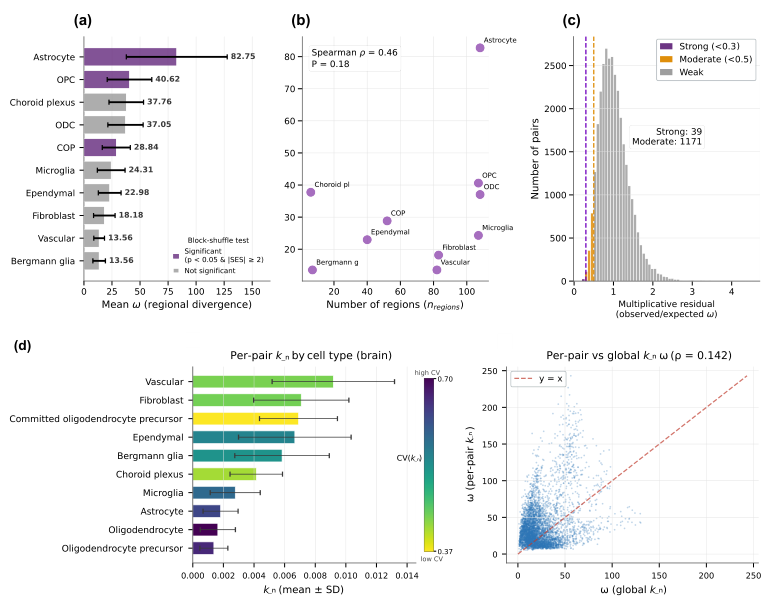 (a)
Astrocyte
OPC
Choroid plexus
ODC
COP
Microglia
Ependymal
Fibroblast
Vascular
Bergmann glia
82.75
40.62
37.76
37.05
28.84
24.31
22.98
18.18
13.56
13.56
Block-shuffle test
Significant
(p < 0.05 & |SES| ≥ 2)
Not significant
0 25 50 75 100 125 150
Mean ω (regional divergence)
(b)
Spearman ρ = 0.46
P = 0.18
80
70
60
50
40
30
20
Astrocyte
OPC
ODC
Choroid pl
COP
Ependymal
Microglia
Fibroblast
Bergmann g
Vascular
20 40 60 80 100
Number of regions (n_regions)
(c)
Strong (<0.3)
Moderate (<0.5)
Weak
Strong: 39
Moderate: 1171
Number of pairs
2500
2000
1500
1000
500
0
0 1 2 3 4
Multiplicative residual
(observed/expected ω)
(d)
Per-pair k_n by cell type (brain)
Vascular
Fibroblast
Committed oligodendrocyte precursor
Ependymal
Bergmann glia
Choroid plexus
Microglia
Astrocyte
Oligodendrocyte
Oligodendrocyte precursor
0.000 0.002 0.004 0.006 0.008 0.010 0.012 0.014
k_n (mean ± SD)
high CV
0.70
CV(k_n)
0.37
low CV
Per-pair vs global k_n ω (ρ = 0.142)
y = x
ω (per-pair k_n)
250
200
150
100
50
0
0 50 100 150 200 250
ω (global k_n)